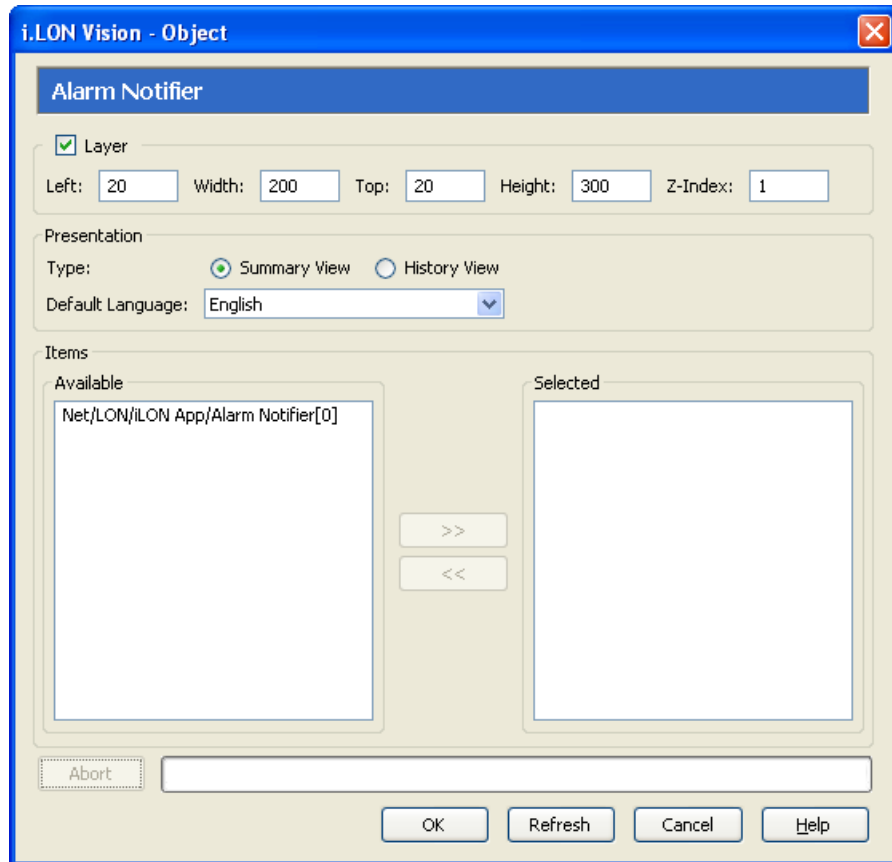 i.LON Vision - Object
Alarm Notifier
Layer
Left: 20 Width: 200 Top: 20 Height: 300 Z-Index: 1
Presentation
Type: Summary View History View
Default Language: English
Items
Available Selected
Net/LON/iLON App/Alarm Notifier[0]
>>
<<
Abort
OK Refresh Cancel Help